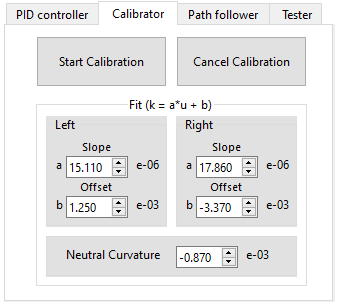 PID controller Calibrator Path follower Tester
Start Calibration Cancel Calibration
Fit (k = a*u + b)
Left Right
Slope Slope
a 15.110 e-06 a 17.860 e-06
Offset Offset
b 1.250 e-03 b -3.370 e-03
Neutral Curvature -0.870 e-03